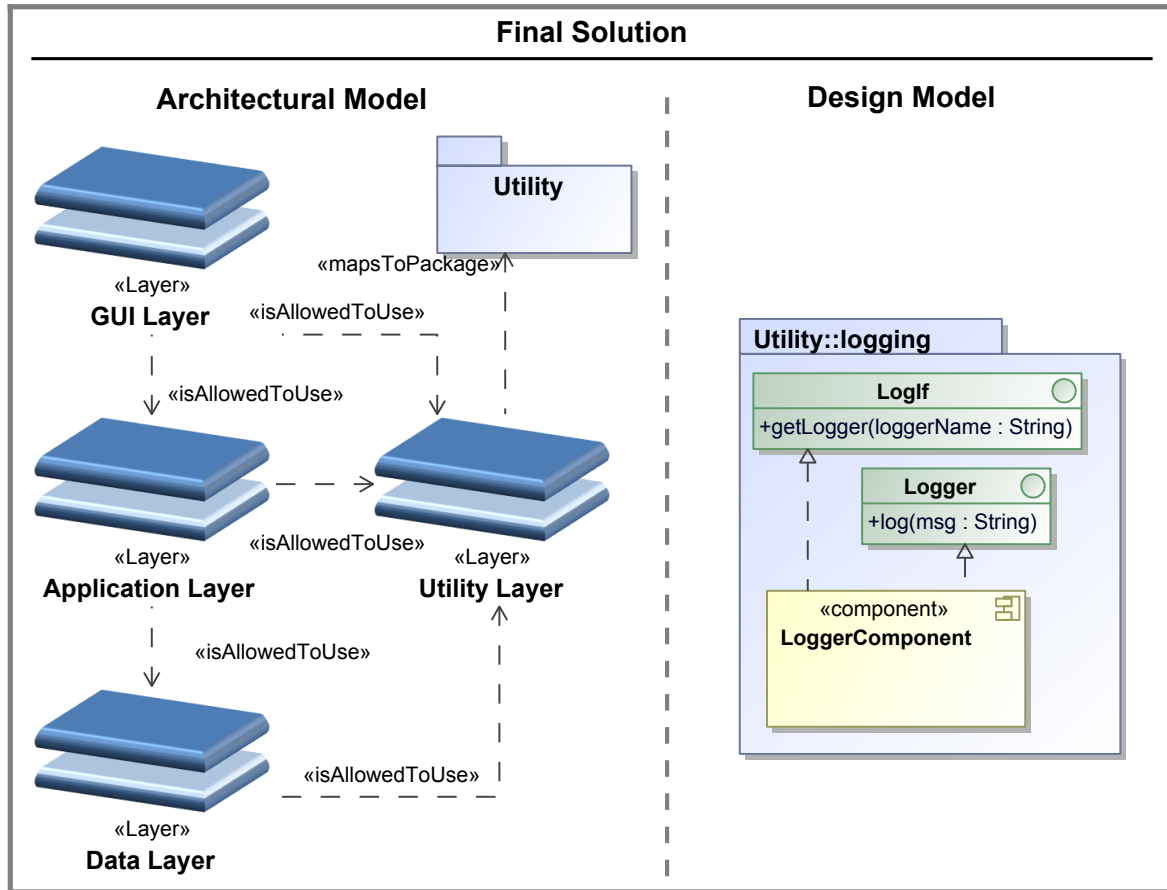 Final Solution
Architectural Model
Design Model
Utility
«mapsToPackage»
«Layer»
GUI Layer
«isAllowedToUse»
«isAllowedToUse»
«Layer»
Application Layer
«isAllowedToUse»
«Layer»
Utility Layer
«isAllowedToUse»
«isAllowedToUse»
«Layer»
Data Layer
Utility::logging
LogIf
+getLogger(loggerName : String)
Logger
+log(msg : String)
«component»
LoggerComponent